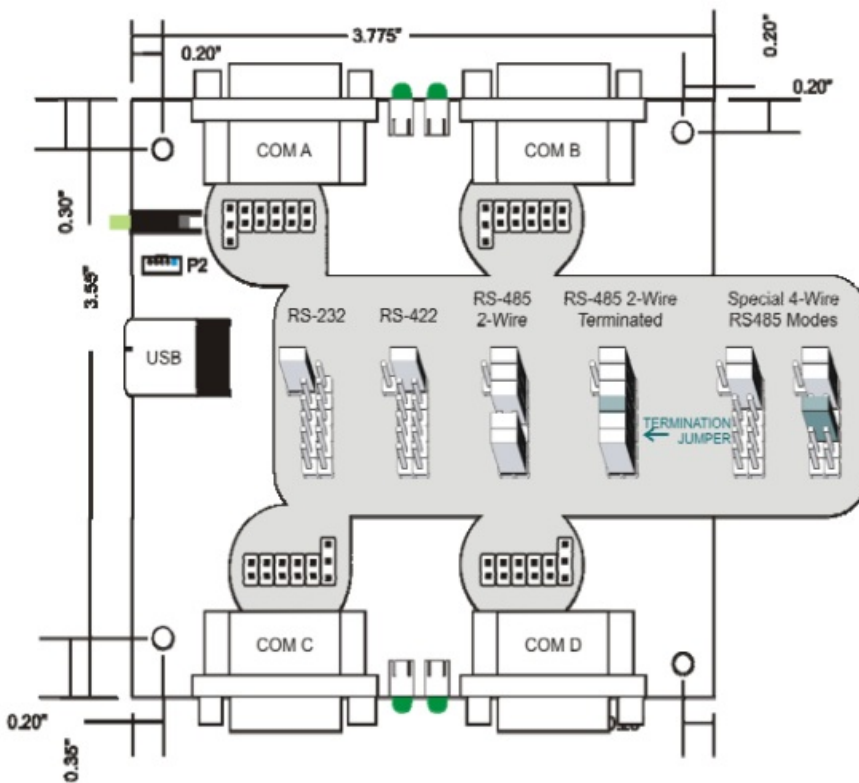 3.775"
0.20"
0.20"
0.20"
COM A
COM B
0.30"
P2
3.55"
USB
RS-232
RS-422
RS-485
2-Wire
RS-485 2-Wire
Terminated
Special 4-Wire
RS485 Modes
TERMINATION
JUMPER
COM C
COM D
0.20"
0.35"